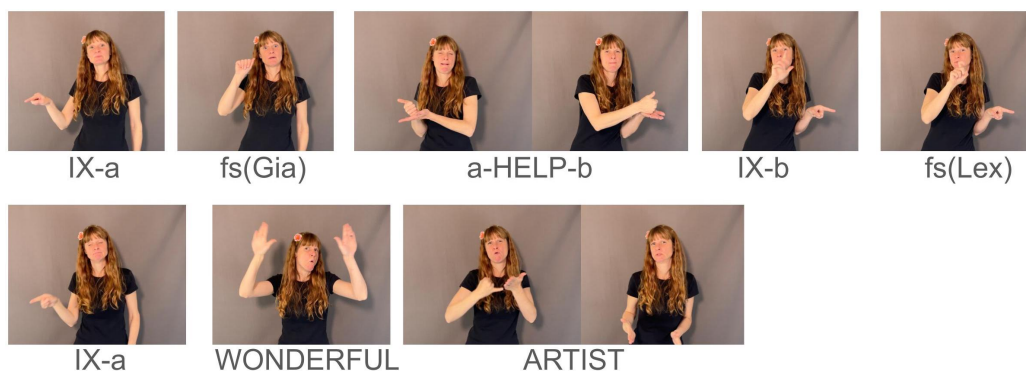 IX-a fs(Gia) a-HELP-b IX-b fs(Lex)
IX-a WONDERFUL ARTIST